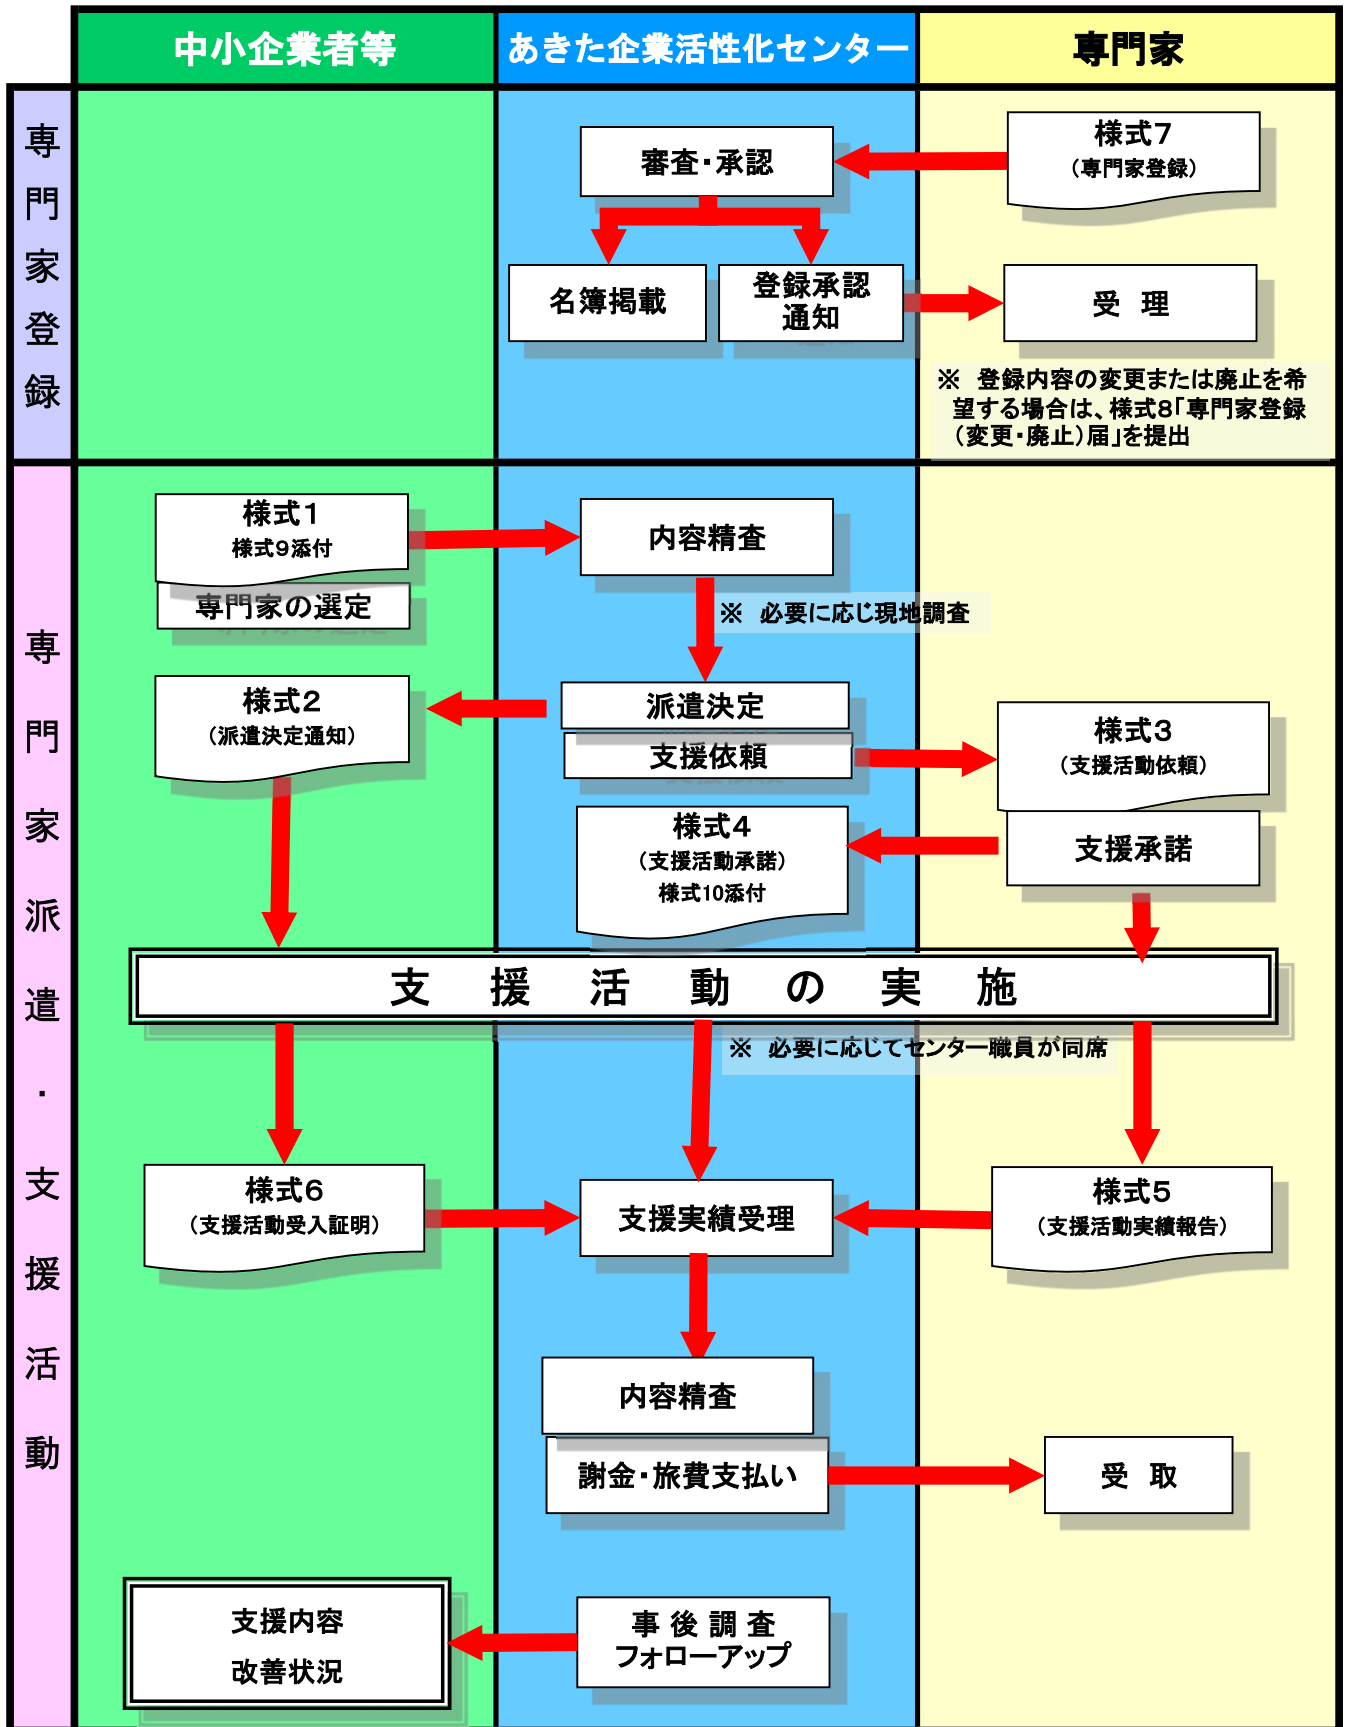 中小企業者等
あきた企業活性化センター
専門家
専門家登録
様式７
（専門家登録）
審査・承認
名簿掲載
登録承認
通知
受　理
※　登録内容の変更または廃止を希
望する場合は、様式８「専門家登録
（変更・廃止）届」を提出
専門家派遣・支援活動
様式１
様式９添付
専門家の選定
内容精査
※　必要に応じ現地調査
様式２
（派遣決定通知）
派遣決定
支援依頼
様式３
（支援活動依頼）
様式４
（支援活動承諾）
様式10添付
支援承諾
支援活動の実施
※　必要に応じてセンター職員が同席
様式６
（支援活動受入証明）
支援実績受理
様式５
（支援活動実績報告）
内容精査
謝金・旅費支払い
受　取
支援内容
改善状況
事後調査
フォローアップ